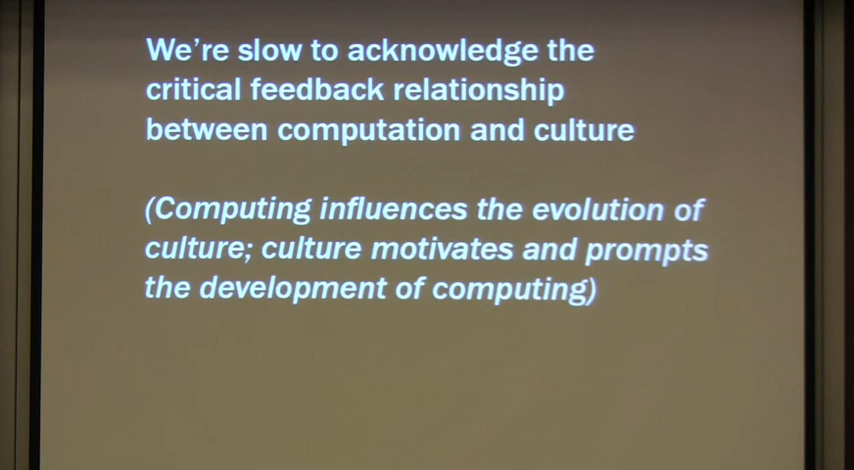 We're slow to acknowledge the
critical feedback relationship
between computation and culture
(Computing influences the evolution of
culture; culture motivates and prompts
the development of computing)